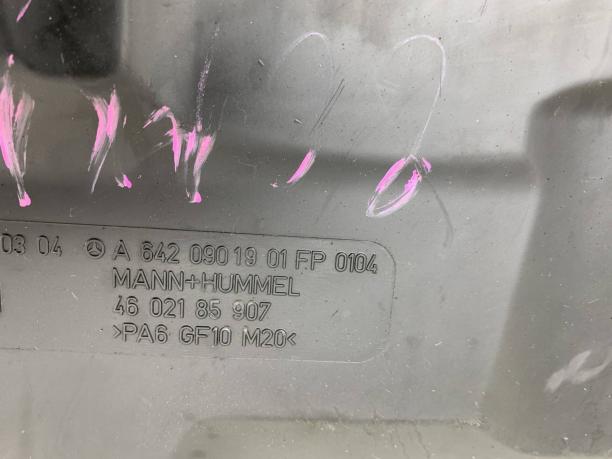 03 04 A 642 090 19 01 FP 0104
MANN+HUMMEL
46 021 85 907
>PA6 GF10 M20<